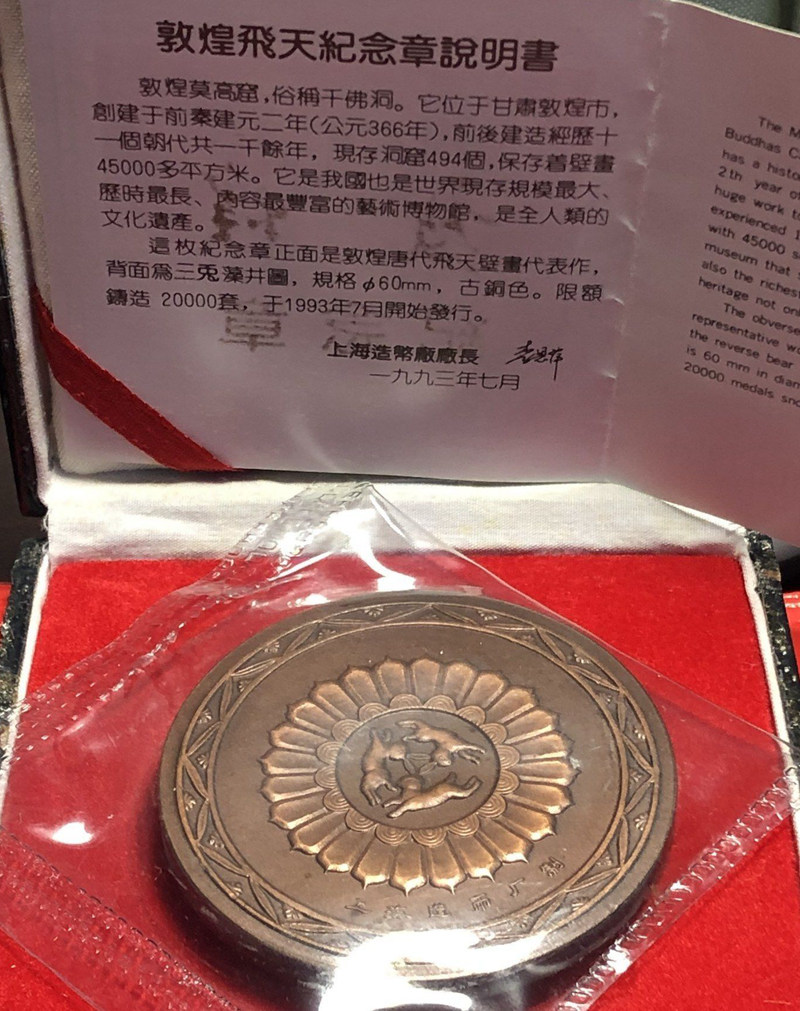 敦煌飛天紀念章說明書
敦煌莫高窟，俗稱千佛洞。它位于甘肅敦煌市，
創建于前秦建元二年（公元366年），前後建造經歷十
一個朝代共一千餘年，現存洞窟494個，保存着壁畫
45000多平方米。它是我國也是世界現存規模最大、
歷時最長、內容最豐富的藝術博物館，是全人類的
文化遺產。
這枚紀念章正面是敦煌唐代飛天壁畫代表作，
背面為三兎藻井圖，規格φ60mm，古銅色。限額
鑄造 20000套，于1993年7月開始發行。
上海造幣廠廠長
一九九三年七月
The M
Buddhas C
has a histo
2th year o
huge work to
experienced 1
with 45000 s
museum that
also the riches
heritage not on
The obverse
representative w
the reverse bear
is 60 mm in diam
20000 medals